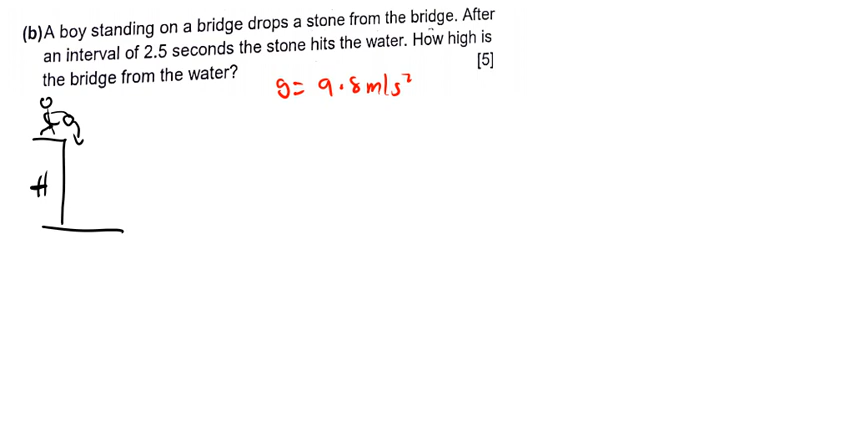 (b)A boy standing on a bridge drops a stone from the bridge. After
an interval of 2.5 seconds the stone hits the water. How high is
the bridge from the water? [5]
g= 9.8m/s²
H